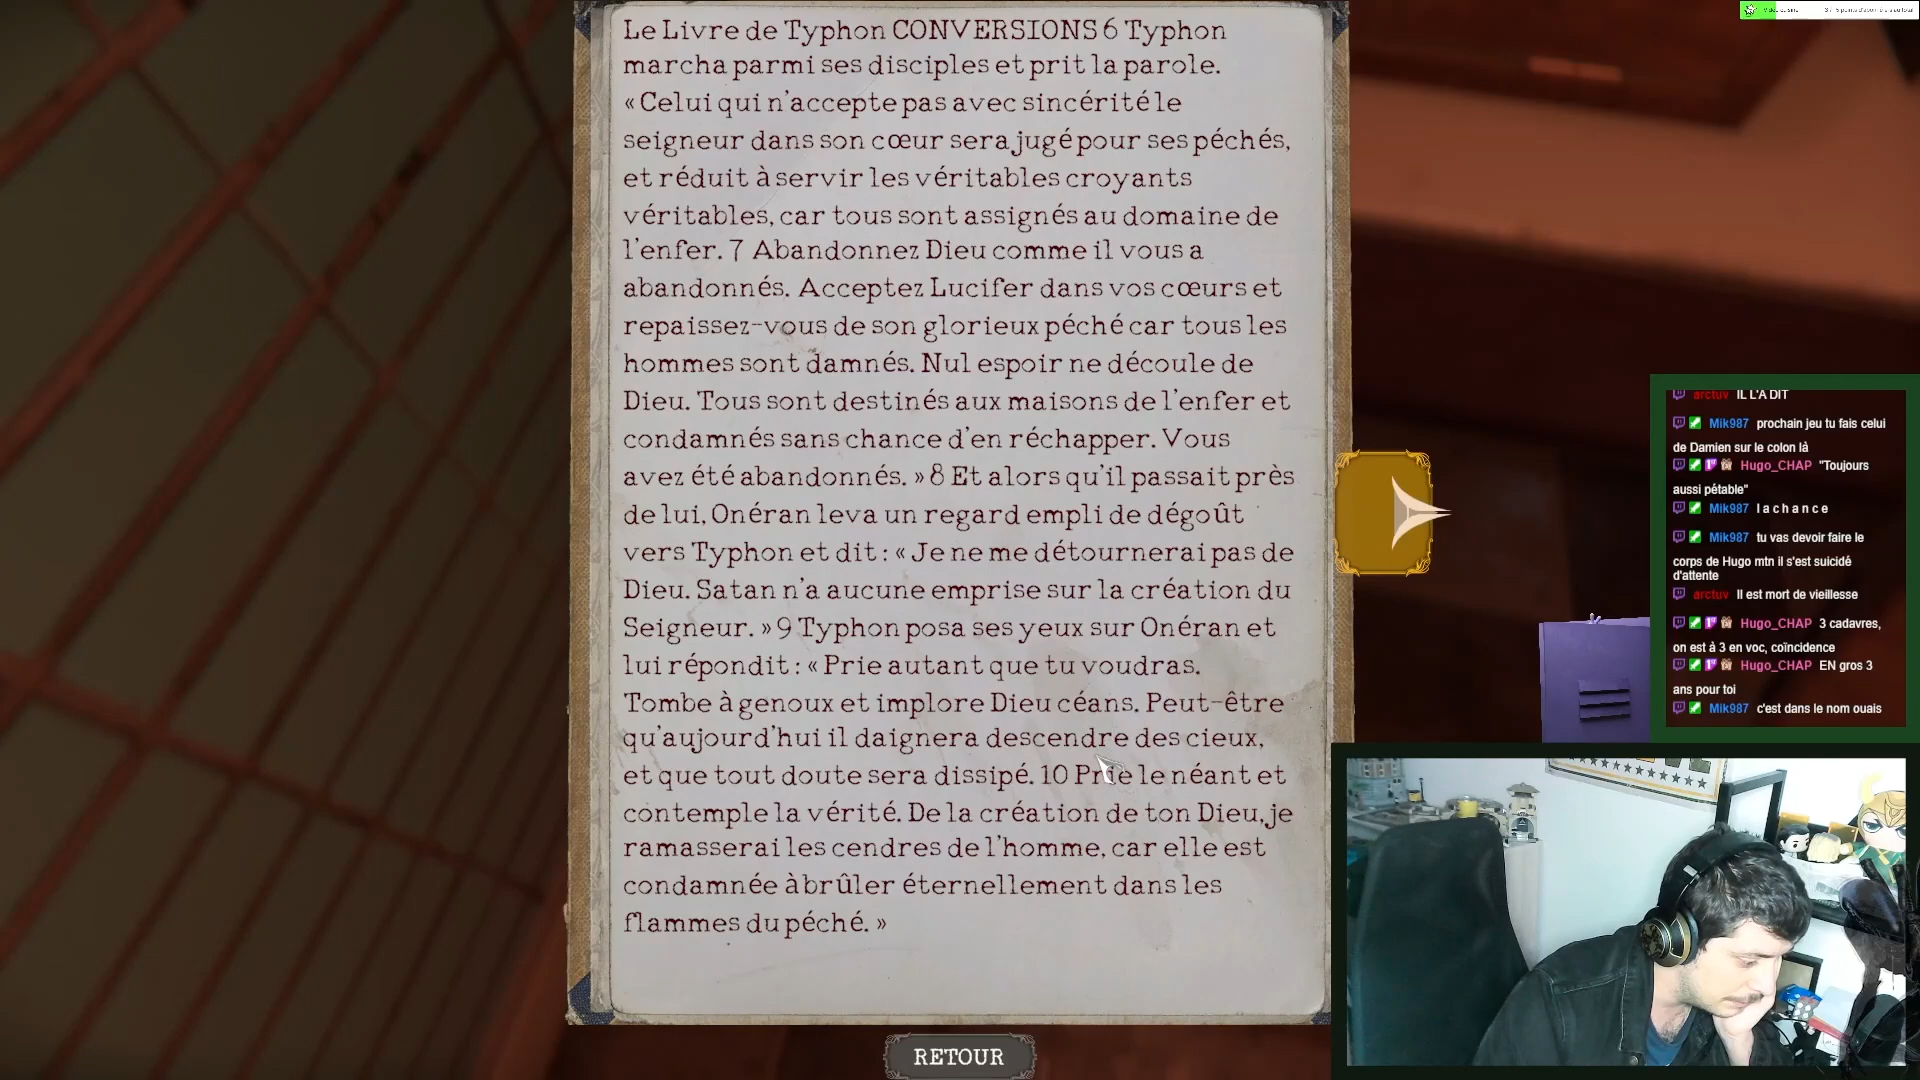 Le Livre de Typhon CONVERSIONS 6 Typhon
marcha parmi ses disciples et prit la parole.
« Celui qui n'accepte pas avec sincérité le
seigneur dans son cœur sera jugé pour ses péchés,
et réduit à servir les véritables croyants
véritables, car tous sont assignés au domaine de
l'enfer. 7 Abandonnez Dieu comme il vous a
abandonnés. Acceptez Lucifer dans vos cœurs et
repaissez-vous de son glorieux péché car tous les
hommes sont damnés. Nul espoir ne découle de
Dieu. Tous sont destinés aux maisons de l'enfer et
condamnés sans chance d'en réchapper. Vous
avez été abandonnés. » 8 Et alors qu'il passait près
de lui, Onéran leva un regard empli de dégoût
vers Typhon et dit : « Je ne me détournerai pas de
Dieu. Satan n'a aucune emprise sur la création du
Seigneur. » 9 Typhon posa ses yeux sur Onéran et
lui répondit : « Prie autant que tu voudras.
Tombe à genoux et implore Dieu céans. Peut-être
qu'aujourd'hui il daignera descendre des cieux,
et que tout doute sera dissipé. 10 Prie le néant et
contemple la vérité. De la création de ton Dieu, je
ramasserai les cendres de l'homme, car elle est
condamnée à brûler éternellement dans les
flammes du péché. »
RETOUR
arctuv IL L'A DIT
Mik987 prochain jeu tu fais celui
de Damien sur le colon là
Hugo_CHAP "Toujours
aussi pétable"
Mik987 l a c h a n c e
Mik987 tu vas devoir faire le
corps de Hugo mtn il s'est suicidé
d'attente
arctuv Il est mort de vieillesse
Hugo_CHAP 3 cadavres,
on est à 3 en voc, coïncidence
Hugo_CHAP EN gros 3
ans pour toi
Mik987 c'est dans le nom ouais